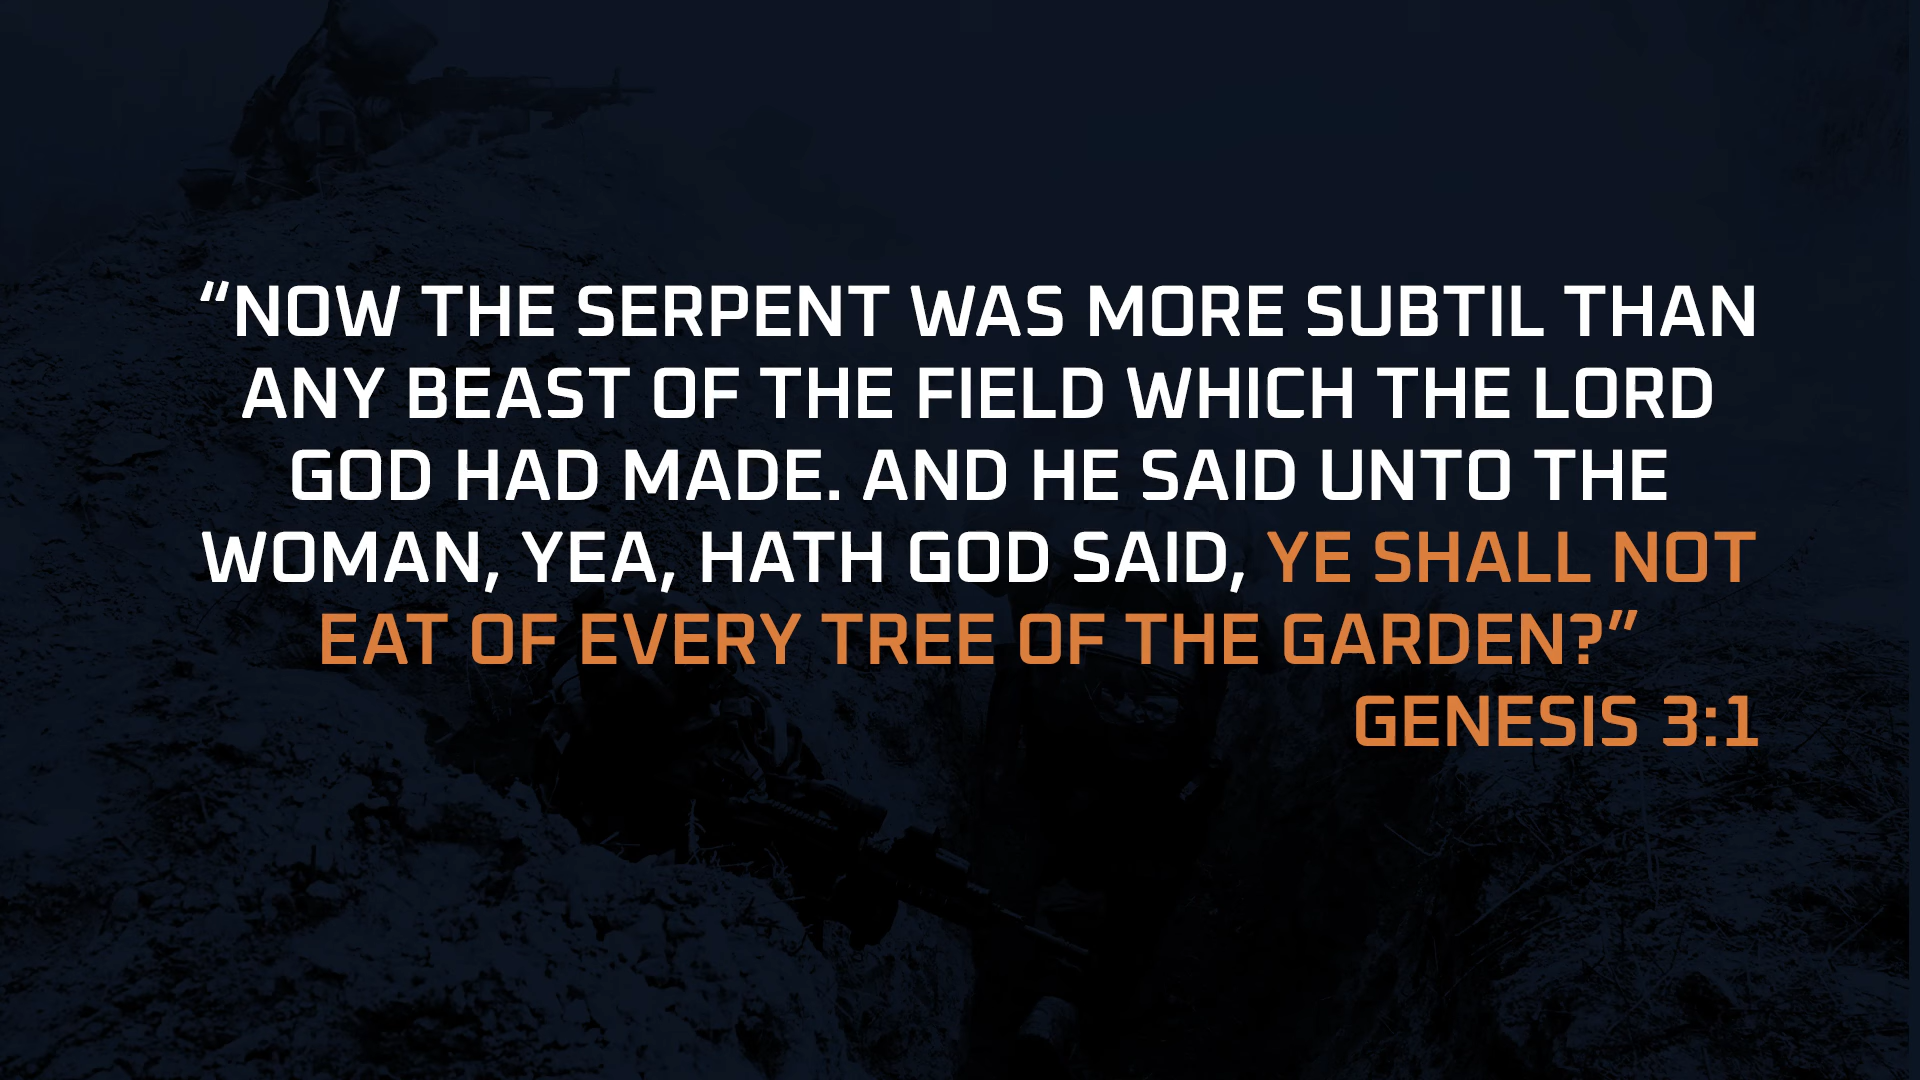 “NOW THE SERPENT WAS MORE SUBTIL THAN
ANY BEAST OF THE FIELD WHICH THE LORD
GOD HAD MADE. AND HE SAID UNTO THE
WOMAN, YEA, HATH GOD SAID, YE SHALL NOT
EAT OF EVERY TREE OF THE GARDEN?”
GENESIS 3:1